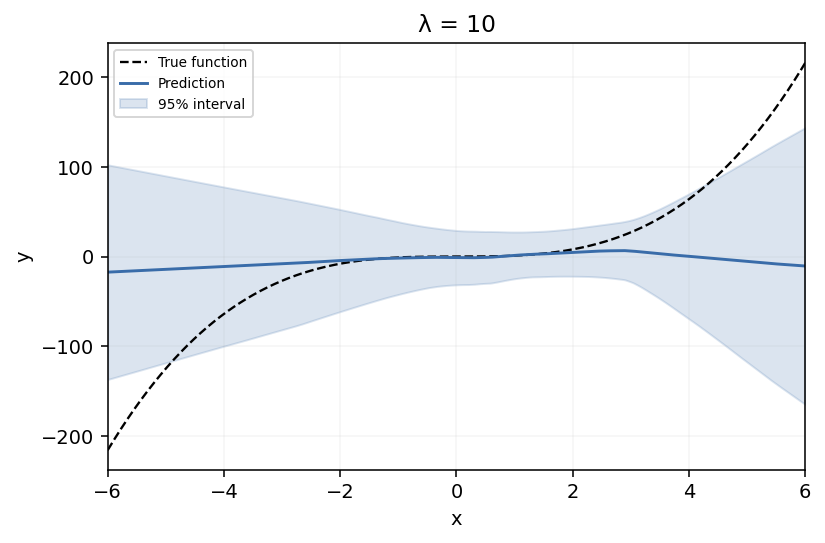 λ = 10
True function
Prediction
95% interval
200
100
0
−100
−200
y
−6
−4
−2
0
2
4
6
x